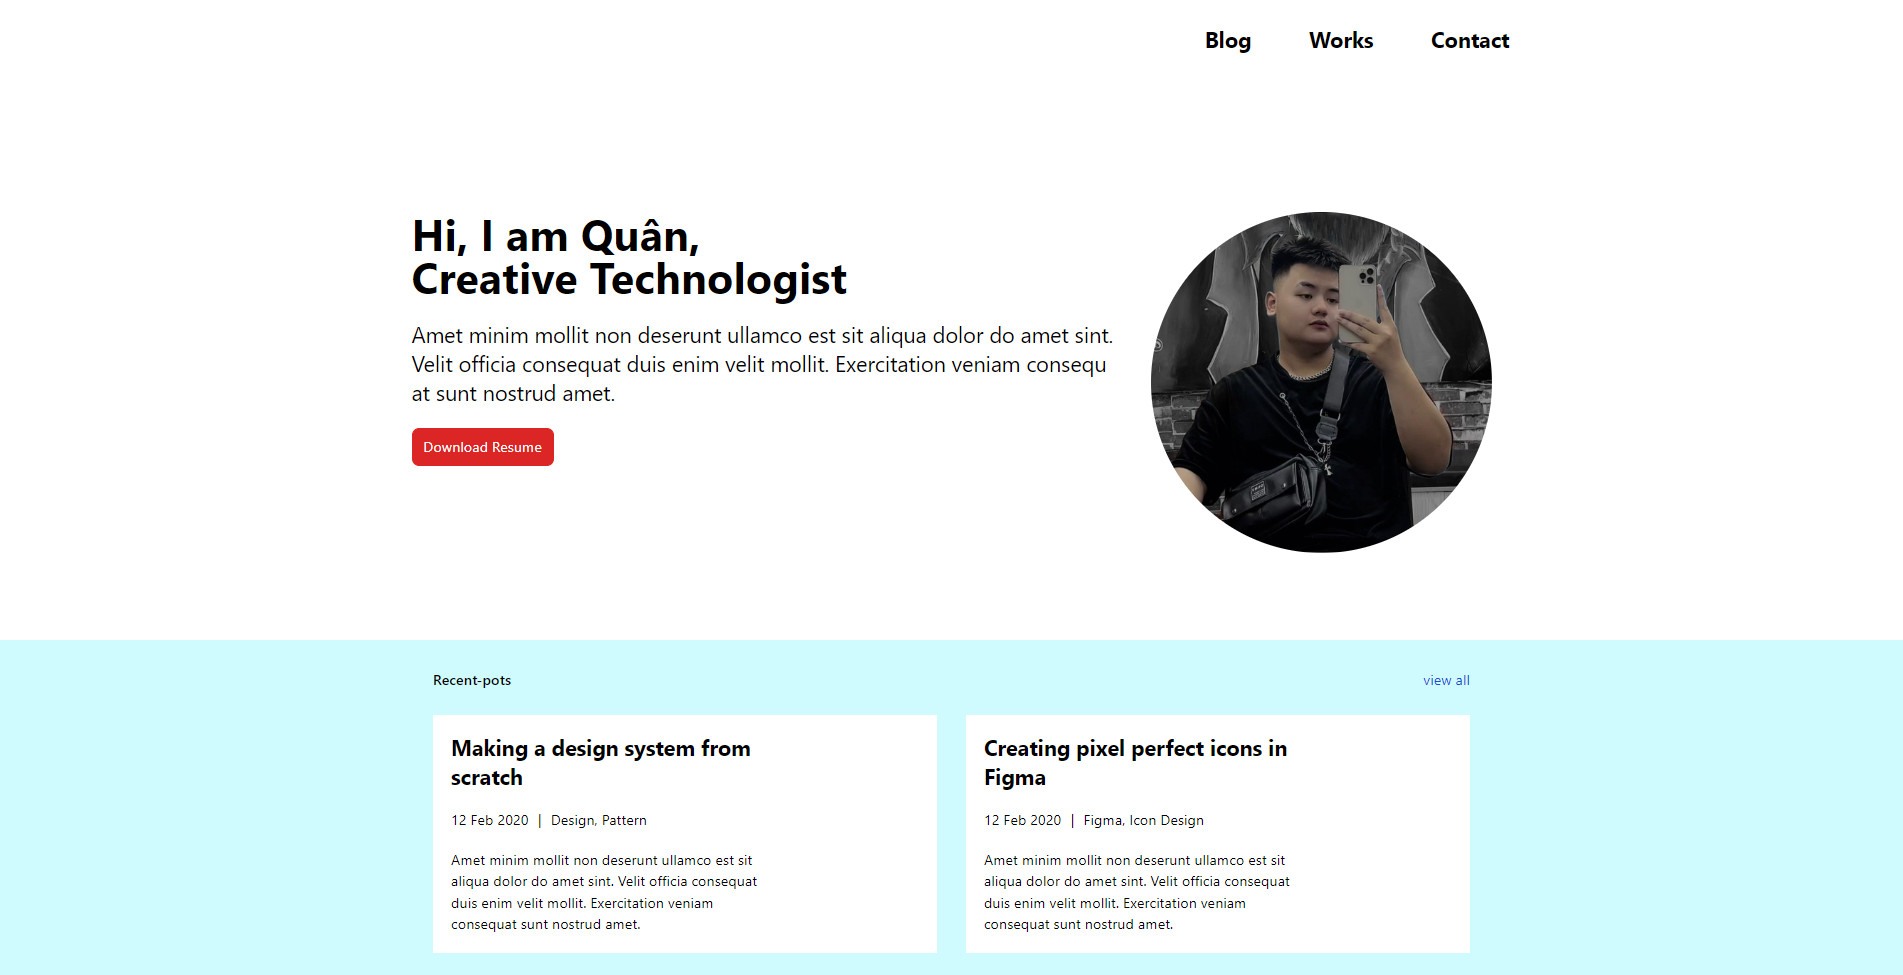 Blog Works Contact
Hi, I am Quân,
Creative Technologist
Amet minim mollit non deserunt ullamco est sit aliqua dolor do amet sint.
Velit officia consequat duis enim velit mollit. Exercitation veniam consequ
at sunt nostrud amet.
Download Resume
Recent-pots
view all
Making a design system from
scratch
12 Feb 2020 | Design, Pattern
Amet minim mollit non deserunt ullamco est sit
aliqua dolor do amet sint. Velit officia consequat
duis enim velit mollit. Exercitation veniam
consequat sunt nostrud amet.
Creating pixel perfect icons in
Figma
12 Feb 2020 | Figma, Icon Design
Amet minim mollit non deserunt ullamco est sit
aliqua dolor do amet sint. Velit officia consequat
duis enim velit mollit. Exercitation veniam
consequat sunt nostrud amet.